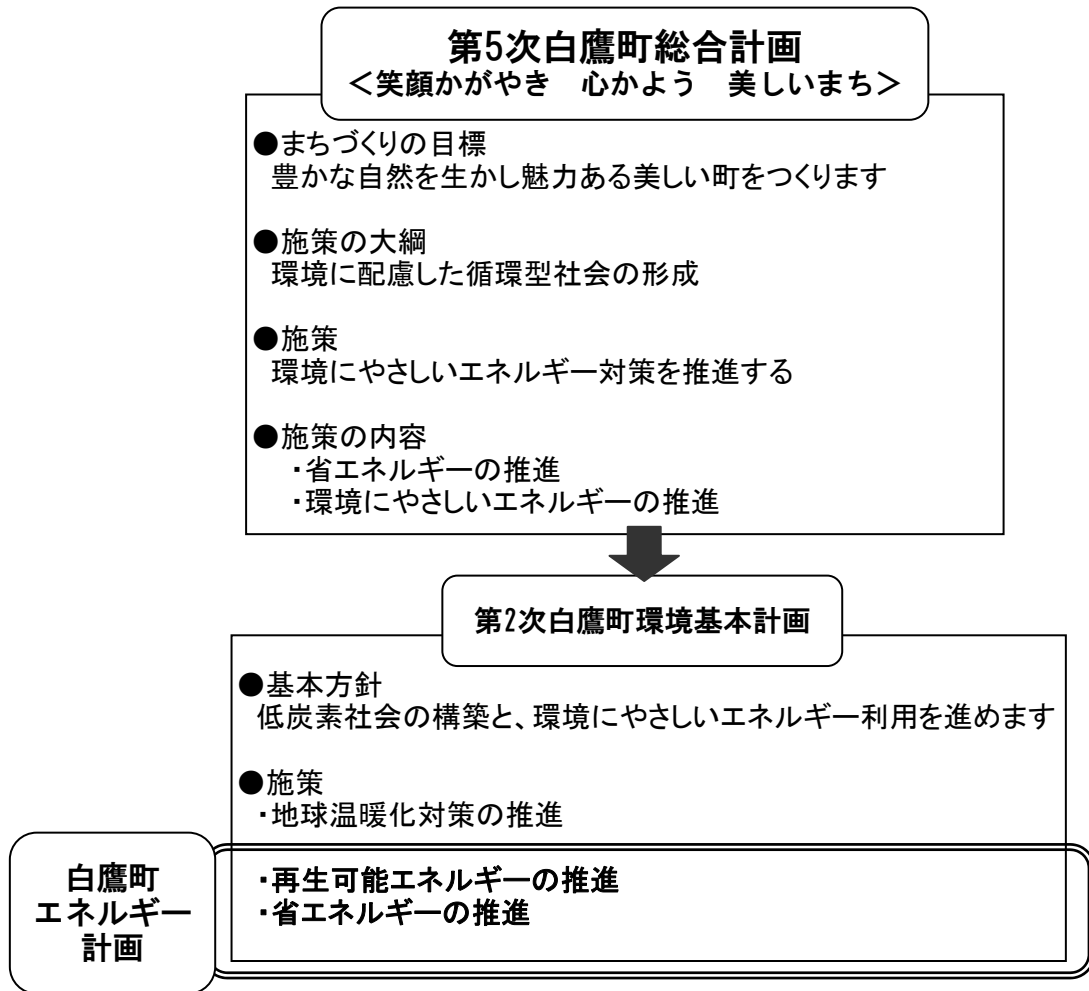 第5次白鷹町総合計画
＜笑顔かがやき　心かよう　美しいまち＞
●まちづくりの目標
豊かな自然を生かし魅力ある美しい町をつくります
●施策の大綱
環境に配慮した循環型社会の形成
●施策
環境にやさしいエネルギー対策を推進する
●施策の内容
・省エネルギーの推進
・環境にやさしいエネルギーの推進
第2次白鷹町環境基本計画
●基本方針
低炭素社会の構築と、環境にやさしいエネルギー利用を進めます
●施策
・地球温暖化対策の推進
白鷹町
エネルギー
計画
・再生可能エネルギーの推進
・省エネルギーの推進